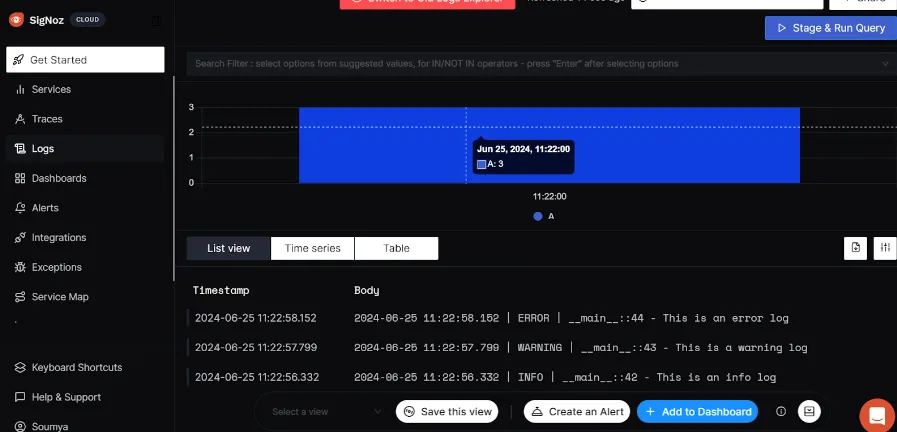 SigNoz CLOUD
Stage & Run Query
Get Started
Search Filter : select options from suggested values, for IN/NOT IN operators - press "Enter" after selecting options
Services
Traces
Logs
Dashboards
Alerts
Integrations
Exceptions
Service Map
3
2
1
0
Jun 25, 2024, 11:22:00
A: 3
11:22:00
A
List view Time series Table
Timestamp Body
2024-06-25 11:22:58.152 2024-06-25 11:22:58.152 | ERROR | __main__::44 - This is an error log
2024-06-25 11:22:57.799 2024-06-25 11:22:57.799 | WARNING | __main__::43 - This is a warning log
2024-06-25 11:22:56.332 2024-06-25 11:22:56.332 | INFO | __main__::42 - This is an info log
Keyboard Shortcuts
Help & Support
Soumya
Select a view Save this view Create an Alert Add to Dashboard